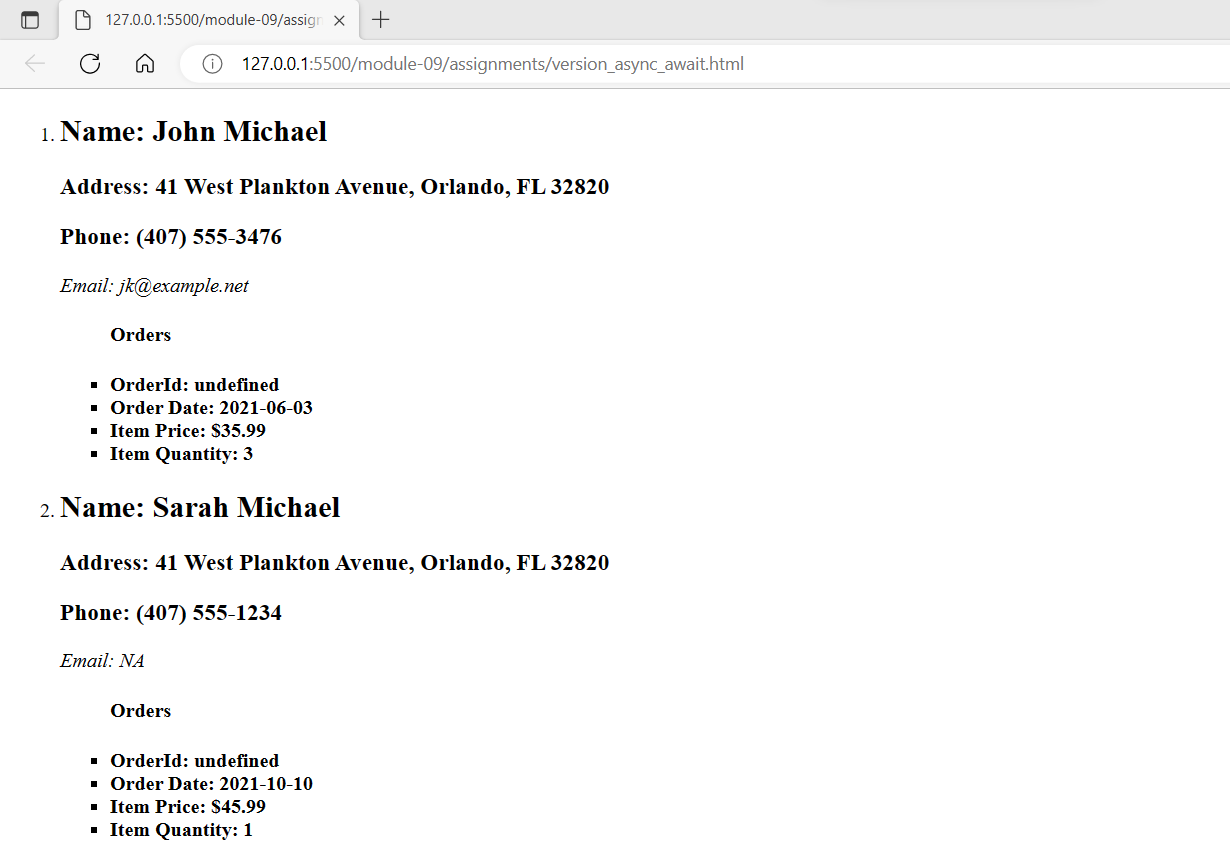 127.0.0.1:5500/module-09/assign
127.0.0.1:5500/module-09/assignments/version_async_await.html
1. Name: John Michael
Address: 41 West Plankton Avenue, Orlando, FL 32820
Phone: (407) 555-3476
Email: jk@example.net
Orders
▪ OrderId: undefined
▪ Order Date: 2021-06-03
▪ Item Price: $35.99
▪ Item Quantity: 3
2. Name: Sarah Michael
Address: 41 West Plankton Avenue, Orlando, FL 32820
Phone: (407) 555-1234
Email: NA
Orders
▪ OrderId: undefined
▪ Order Date: 2021-10-10
▪ Item Price: $45.99
▪ Item Quantity: 1